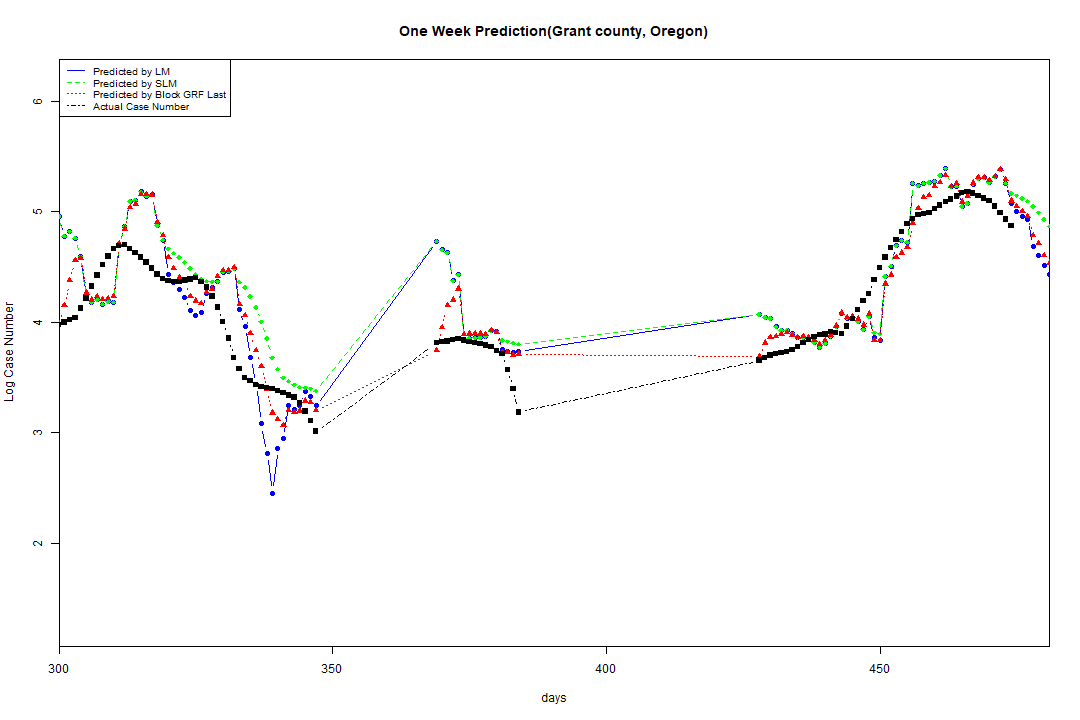 One Week Prediction(Grant county, Oregon)
Predicted by LM
Predicted by SLM
Predicted by Block GRF Last
Actual Case Number
6
5
4
3
2
Log Case Number
300 350 400 450
days